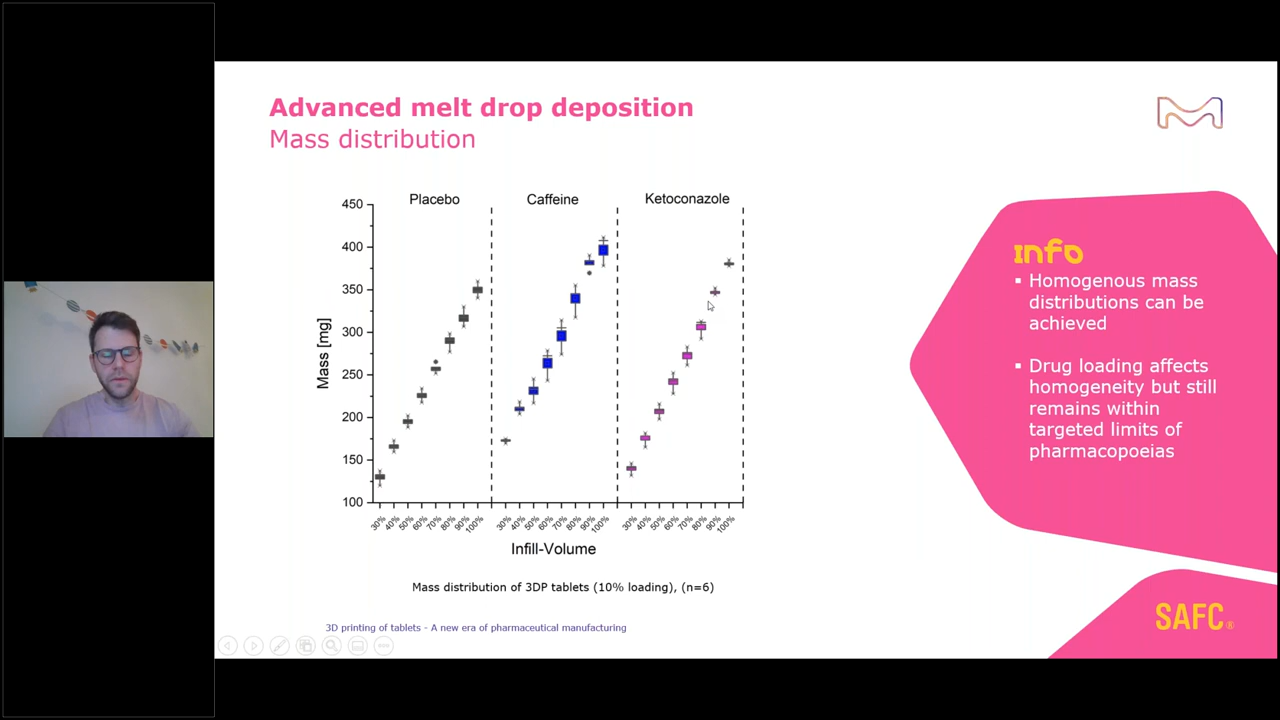 Advanced melt drop deposition
Mass distribution
Placebo
Caffeine
Ketoconazole
450
400
350
300
250
200
150
100
Mass [mg]
30% 40% 50% 60% 70% 80% 90% 100% 30% 40% 50% 60% 70% 80% 90% 100% 30% 40% 50% 60% 70% 80% 90% 100%
Infill-Volume
Mass distribution of 3DP tablets (10% loading), (n=6)
3D printing of tablets - A new era of pharmaceutical manufacturing
Info
▪ Homogenous mass
distributions can be
achieved
▪ Drug loading affects
homogeneity but still
remains within
targeted limits of
pharmacopoeias
SAFC®